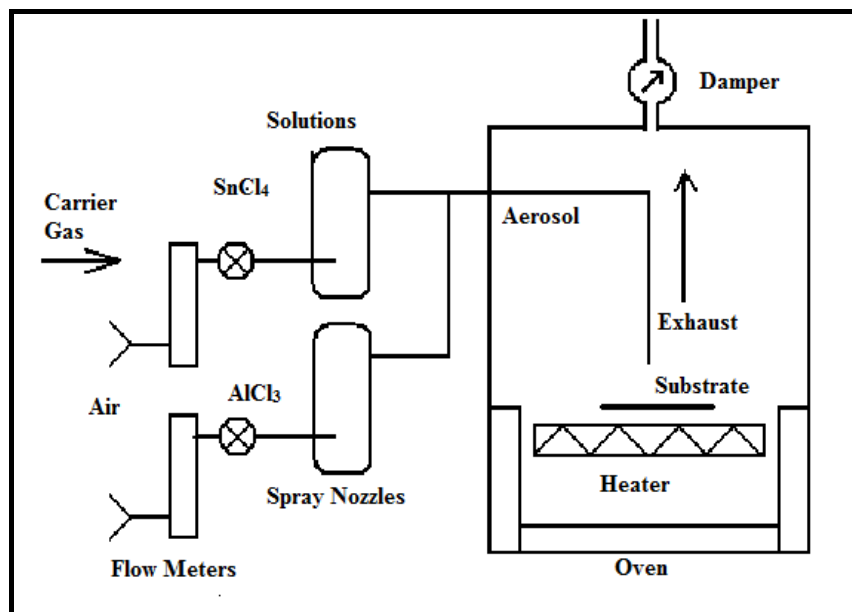 Damper
Solutions
SnCl4
Carrier
Gas
Aerosol
Exhaust
Substrate
Air
AlCl3
Heater
Spray Nozzles
Flow Meters
Oven